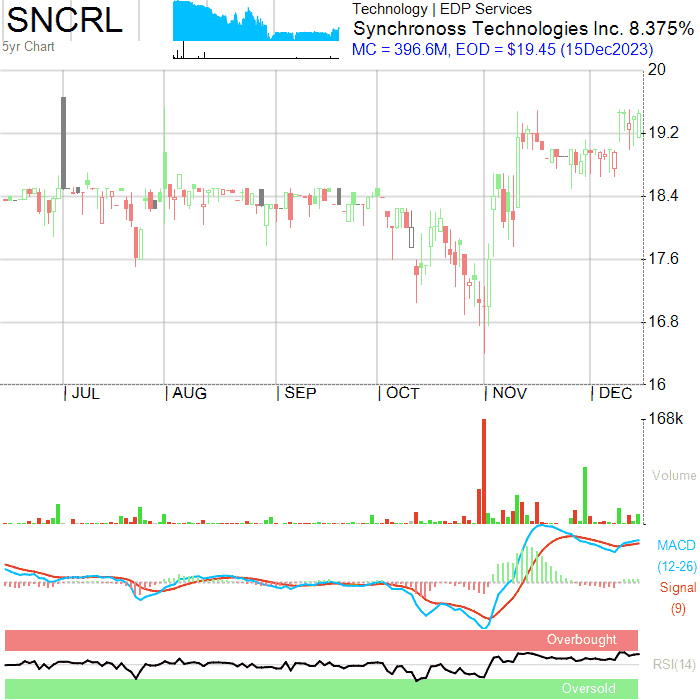 SNCRL
5yr Chart
Technology | EDP Services
Synchronoss Technologies Inc. 8.375%
MC = 396.6M, EOD = $19.45 (15Dec2023)
20
19.2
18.4
17.6
16.8
16
JUL AUG SEP OCT NOV DEC
168k
Volume
MACD
(12-26)
Signal
(9)
Overbought
RSI(14)
Oversold